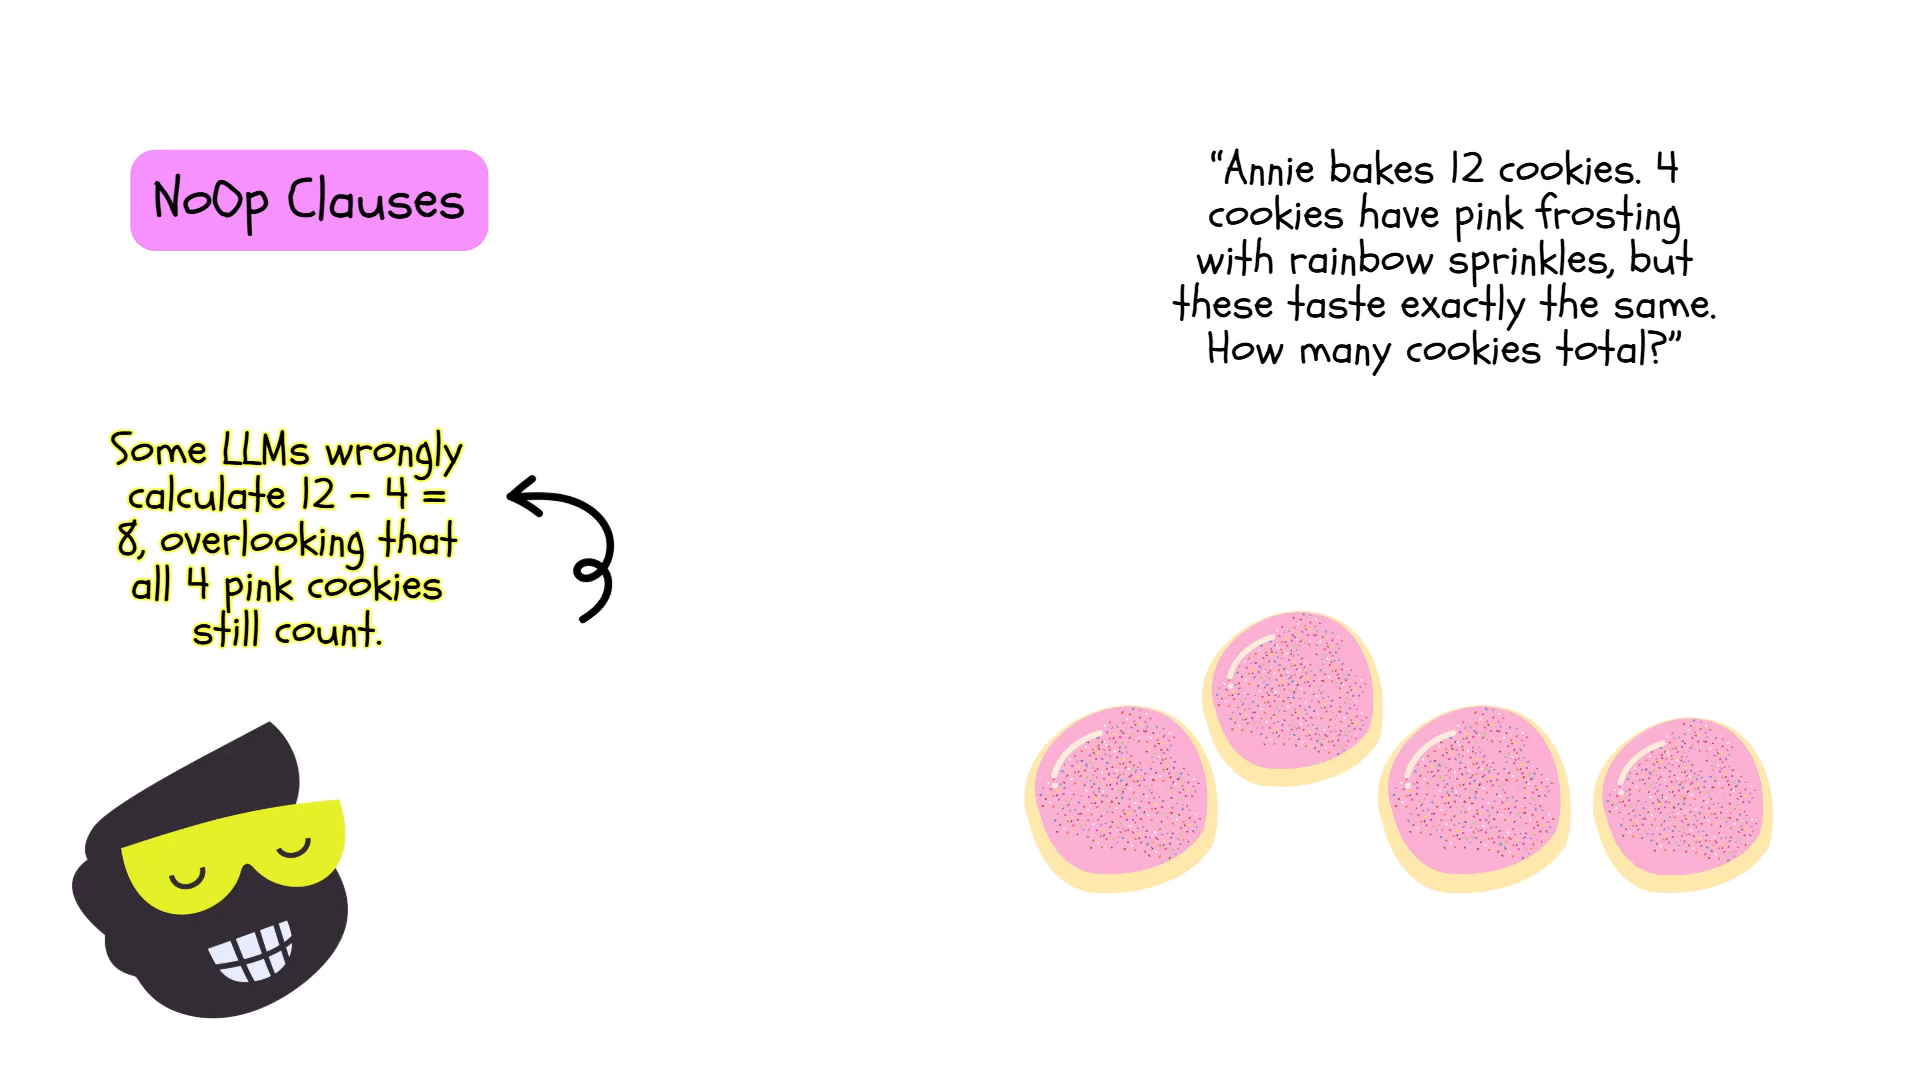 NoOp Clauses
“Annie bakes 12 cookies. 4
cookies have pink frosting
with rainbow sprinkles, but
these taste exactly the same.
How many cookies total?”
Some LLMs wrongly
calculate 12 – 4 =
8, overlooking that
all 4 pink cookies
still count.